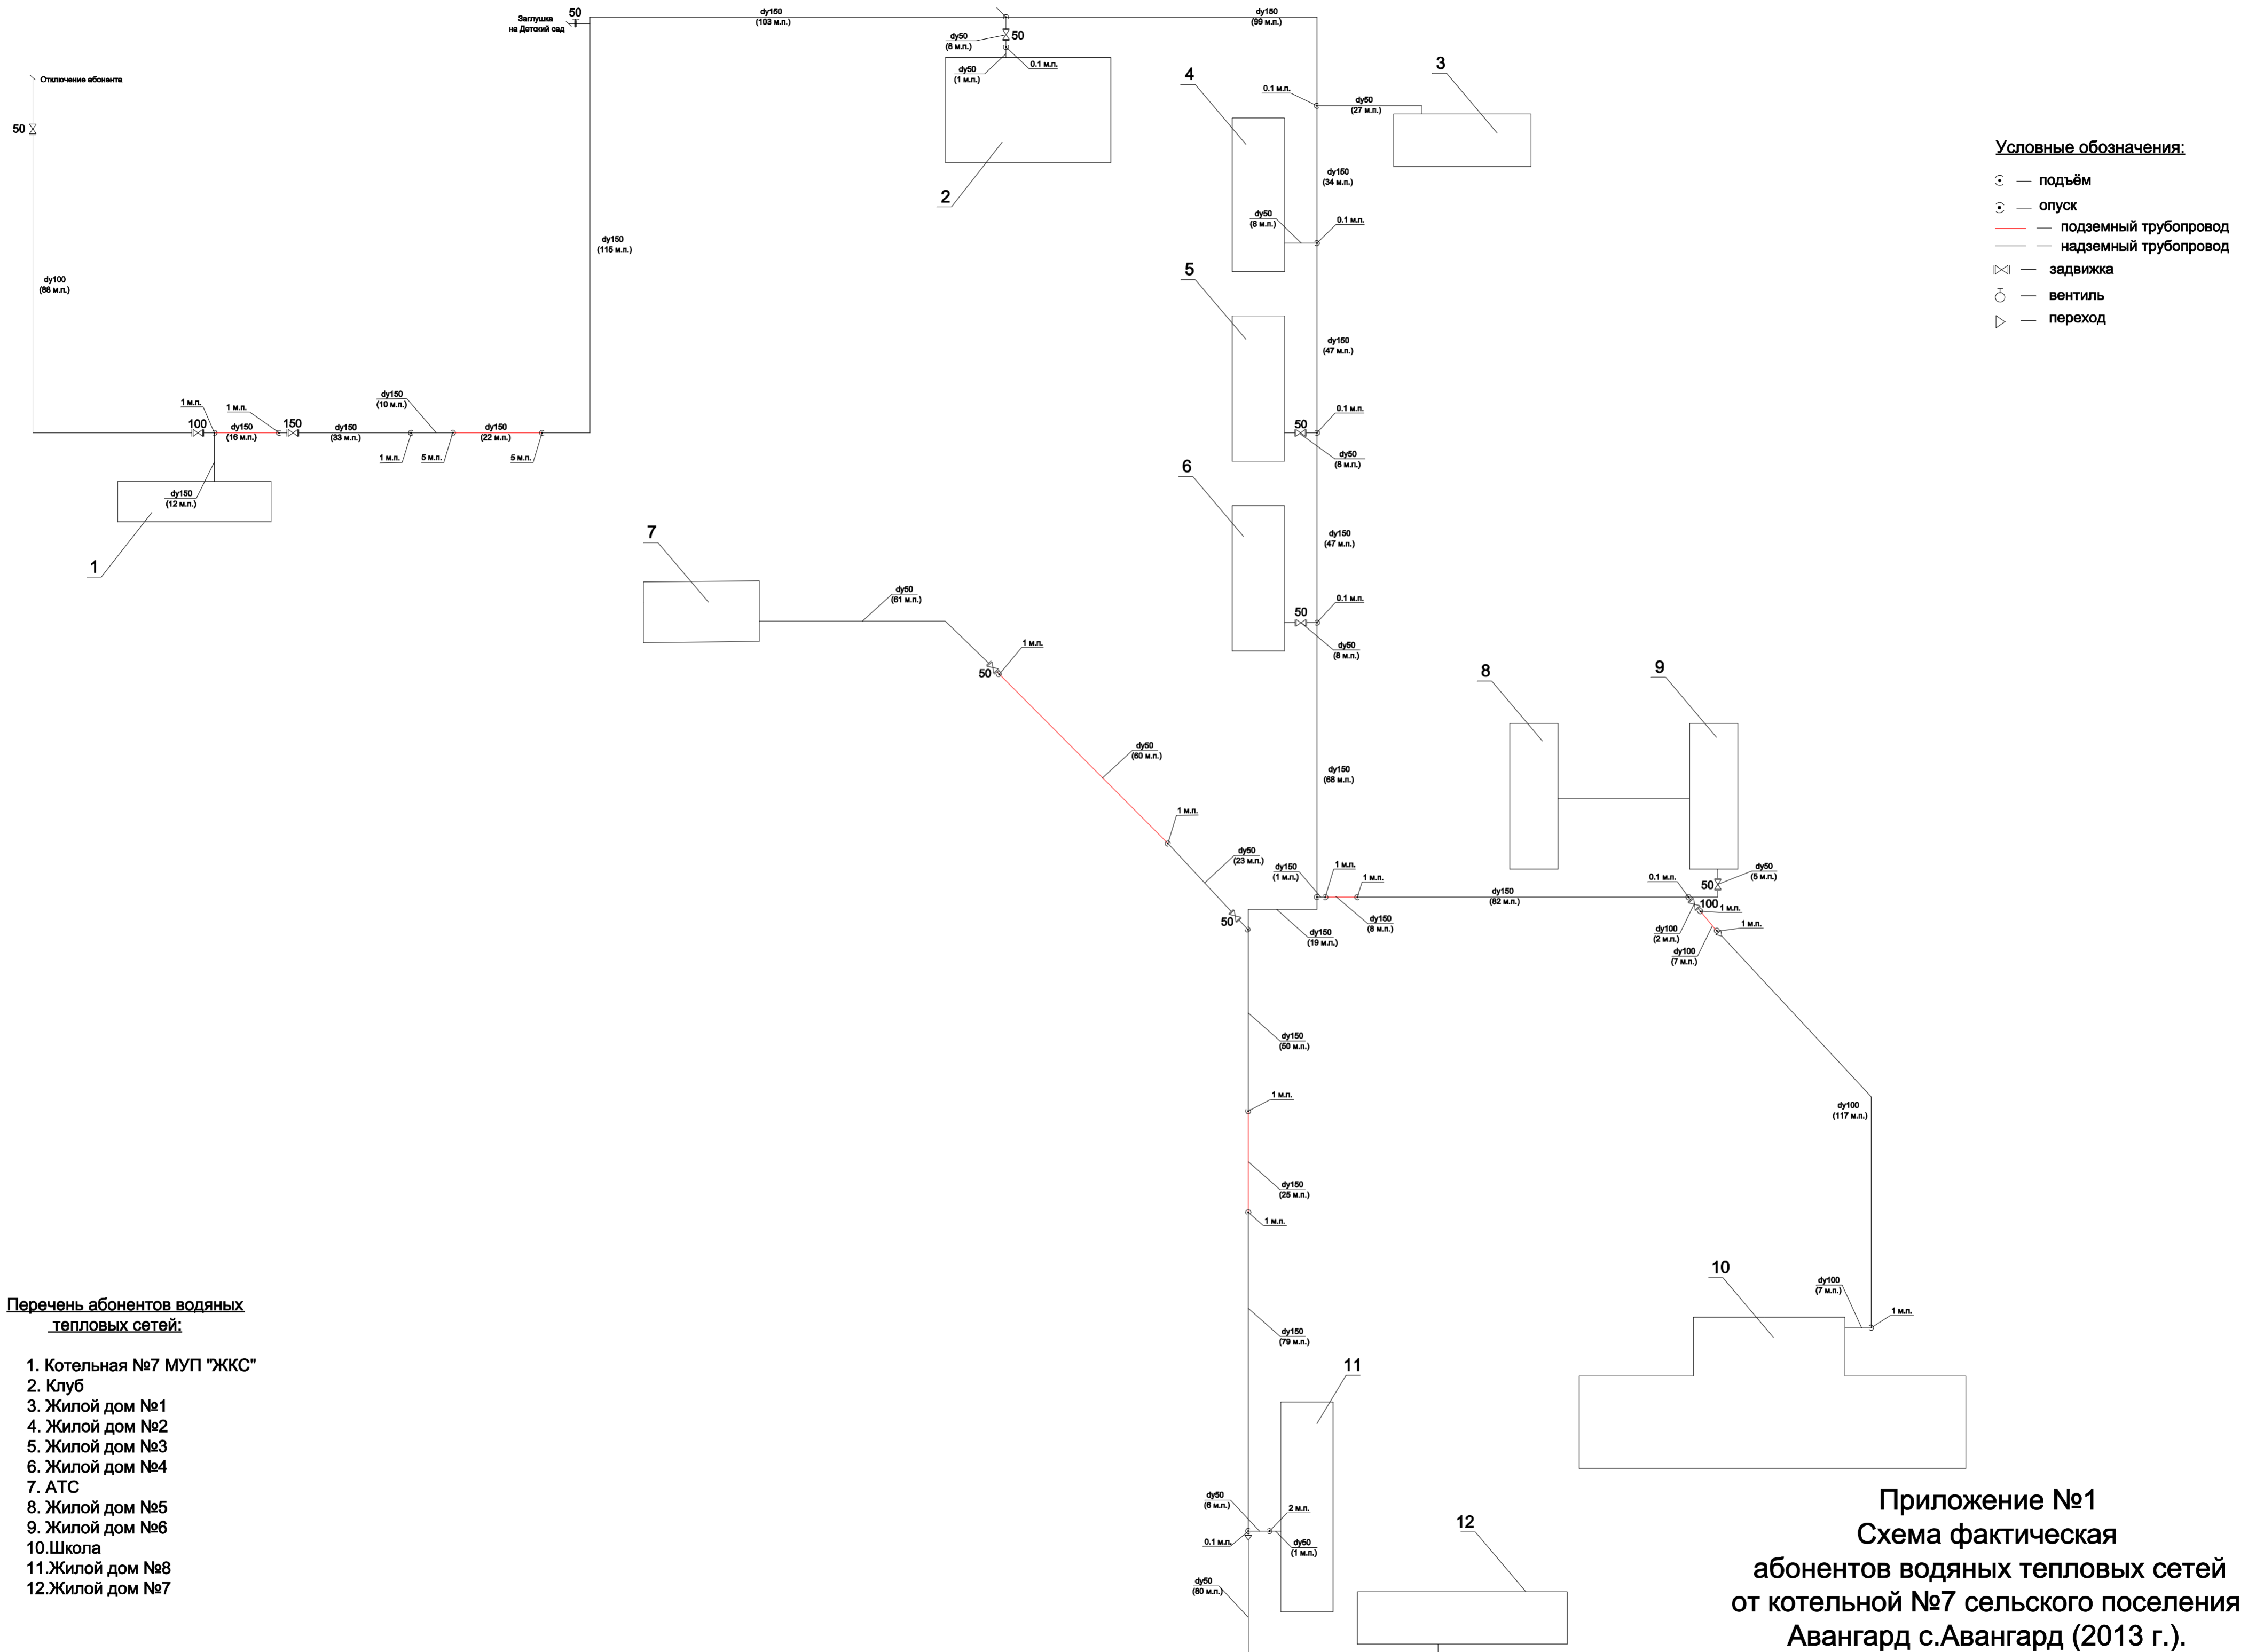 Заглушка
на Детский сад
50
dy150
(103 м.п.)
dy150
(99 м.п.)
dy50
(8 м.п.)
50
dy50
(1 м.п.)
0.1 м.п.
2
Отключение абонента
50
dy100
(88 м.п.)
dy150
(115 м.п.)
4
0.1 м.п.
dy50
(27 м.п.)
3
dy150
(34 м.п.)
dy50
(8 м.п.)
0.1 м.п.
Условные обозначения:
— подъём
— опуск
— подземный трубопровод
— надземный трубопровод
— задвижка
— вентиль
— переход
5
dy150
(47 м.п.)
50
0.1 м.п.
dy50
(8 м.п.)
1 м.п.
100
dy150
(16 м.п.)
1 м.п.
150
dy150
(33 м.п.)
dy150
(10 м.п.)
1 м.п.
5 м.п.
dy150
(22 м.п.)
5 м.п.
dy150
(12 м.п.)
1
6
dy150
(47 м.п.)
50
0.1 м.п.
dy50
(8 м.п.)
7
dy50
(61 м.п.)
50
1 м.п.
dy50
(60 м.п.)
1 м.п.
dy50
(23 м.п.)
50
dy150
(68 м.п.)
8
9
dy150
(1 м.п.)
1 м.п.
1 м.п.
dy150
(8 м.п.)
dy150
(19 м.п.)
dy150
(82 м.п.)
0.1 м.п.
50
dy50
(5 м.п.)
100
1 м.п.
dy100
(2 м.п.)
1 м.п.
dy100
(7 м.п.)
dy150
(50 м.п.)
1 м.п.
dy150
(25 м.п.)
1 м.п.
dy100
(117 м.п.)
10
dy100
(7 м.п.)
1 м.п.
dy150
(79 м.п.)
11
dy50
(6 м.п.)
2 м.п.
0.1 м.п.
dy50
(1 м.п.)
dy50
(80 м.п.)
12
Перечень абонентов водяных
тепловых сетей:
1. Котельная №7 МУП "ЖКС"
2. Клуб
3. Жилой дом №1
4. Жилой дом №2
5. Жилой дом №3
6. Жилой дом №4
7. АТС
8. Жилой дом №5
9. Жилой дом №6
10.Школа
11.Жилой дом №8
12.Жилой дом №7
Приложение №1
Схема фактическая
абонентов водяных тепловых сетей
от котельной №7 сельского поселения
Авангард с.Авангард (2013 г.).